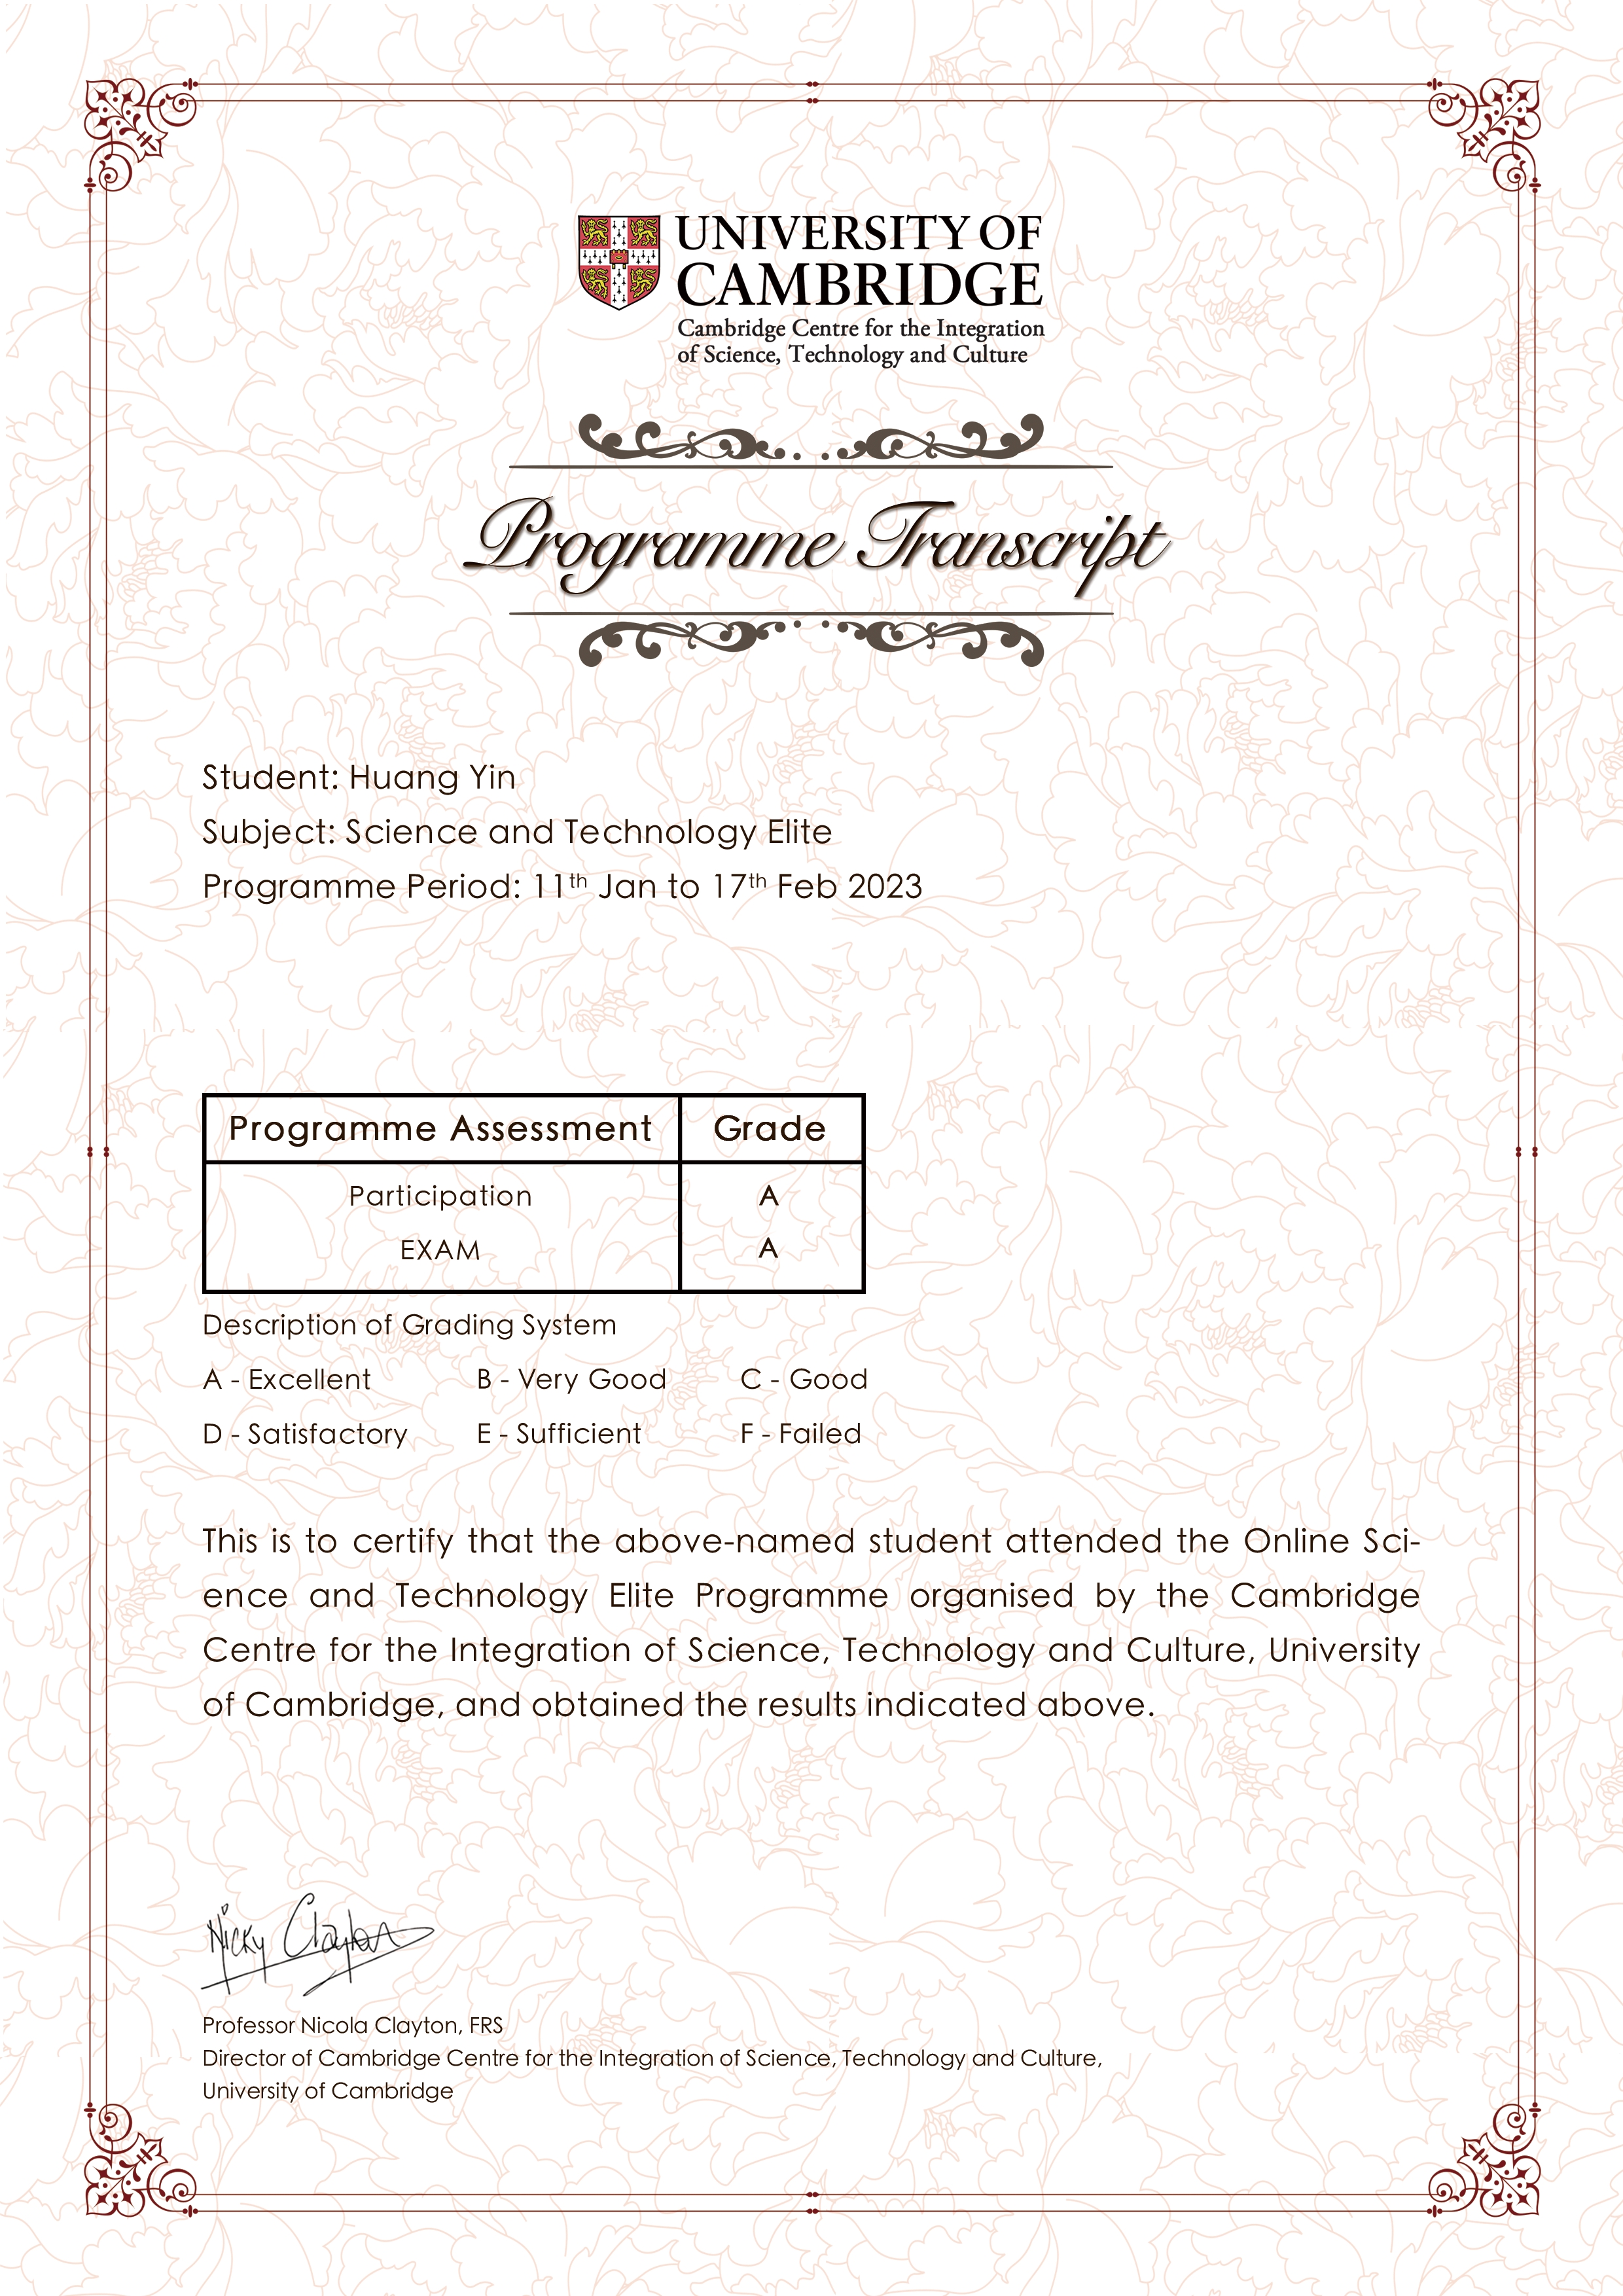 UNIVERSITY OF
CAMBRIDGE
Cambridge Centre for the Integration
of Science, Technology and Culture
Programme Transcript
Student: Huang Yin
Subject: Science and Technology Elite
Programme Period: 11th Jan to 17th Feb 2023
Programme Assessment Grade
Participation A
EXAM A
Description of Grading System
A - Excellent B - Very Good C - Good
D - Satisfactory E - Sufficient F - Failed
This is to certify that the above-named student attended the Online Sci-
ence and Technology Elite Programme organised by the Cambridge
Centre for the Integration of Science, Technology and Culture, University
of Cambridge, and obtained the results indicated above.
Nicky Clayton
Professor Nicola Clayton, FRS
Director of Cambridge Centre for the Integration of Science, Technology and Culture,
University of Cambridge